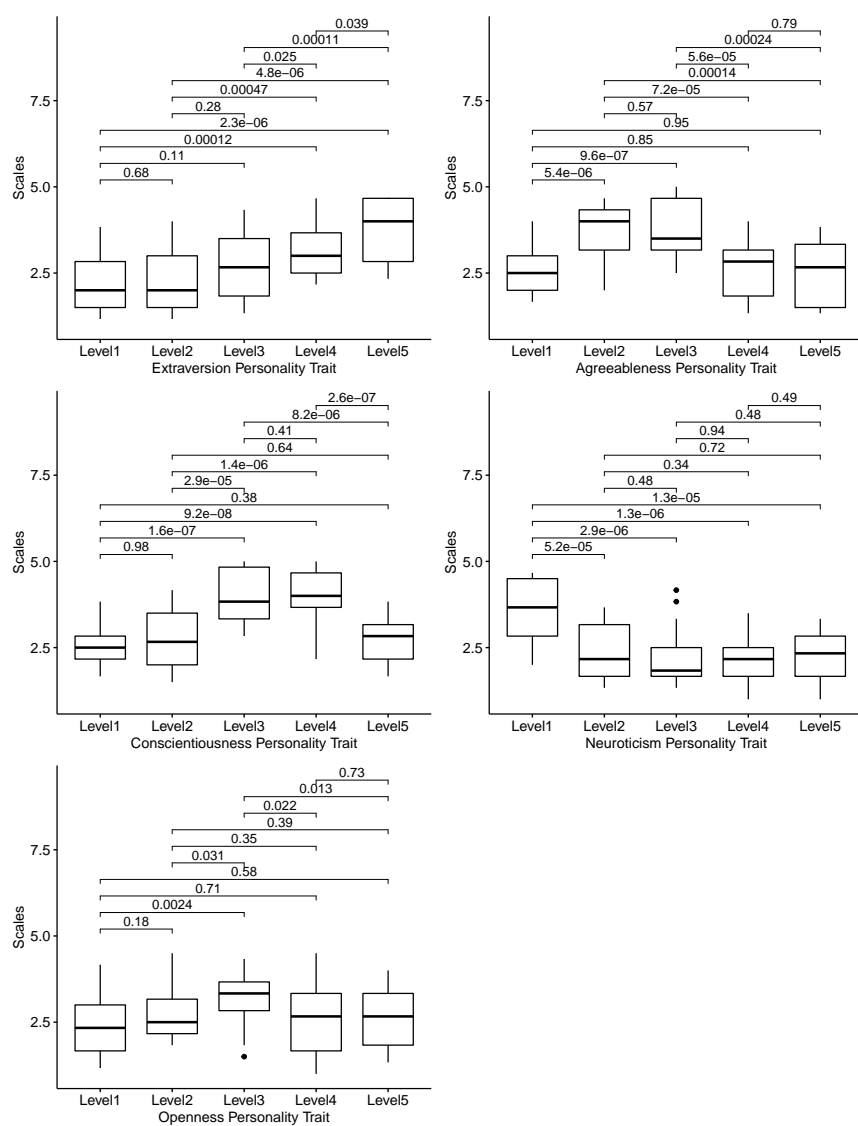 0.039
0.00011
0.025
4.8e−06
0.00047
0.28
2.3e−06
0.00012
0.11
0.68
7.5
5.0
2.5
Scales
Level1 Level2 Level3 Level4 Level5
Extraversion Personality Trait
0.79
0.00024
5.6e−05
0.00014
7.2e−05
0.57
0.95
0.85
9.6e−07
5.4e−06
7.5
5.0
2.5
Scales
Level1 Level2 Level3 Level4 Level5
Agreeableness Personality Trait
2.6e−07
8.2e−06
0.41
0.64
1.4e−06
2.9e−05
0.38
9.2e−08
1.6e−07
0.98
7.5
5.0
2.5
Scales
Level1 Level2 Level3 Level4 Level5
Conscientiousness Personality Trait
0.49
0.48
0.94
0.72
0.34
0.48
1.3e−05
1.3e−06
2.9e−06
5.2e−05
7.5
5.0
2.5
Scales
Level1 Level2 Level3 Level4 Level5
Neuroticism Personality Trait
0.73
0.013
0.022
0.39
0.35
0.031
0.58
0.71
0.0024
0.18
7.5
5.0
2.5
Scales
Level1 Level2 Level3 Level4 Level5
Openness Personality Trait